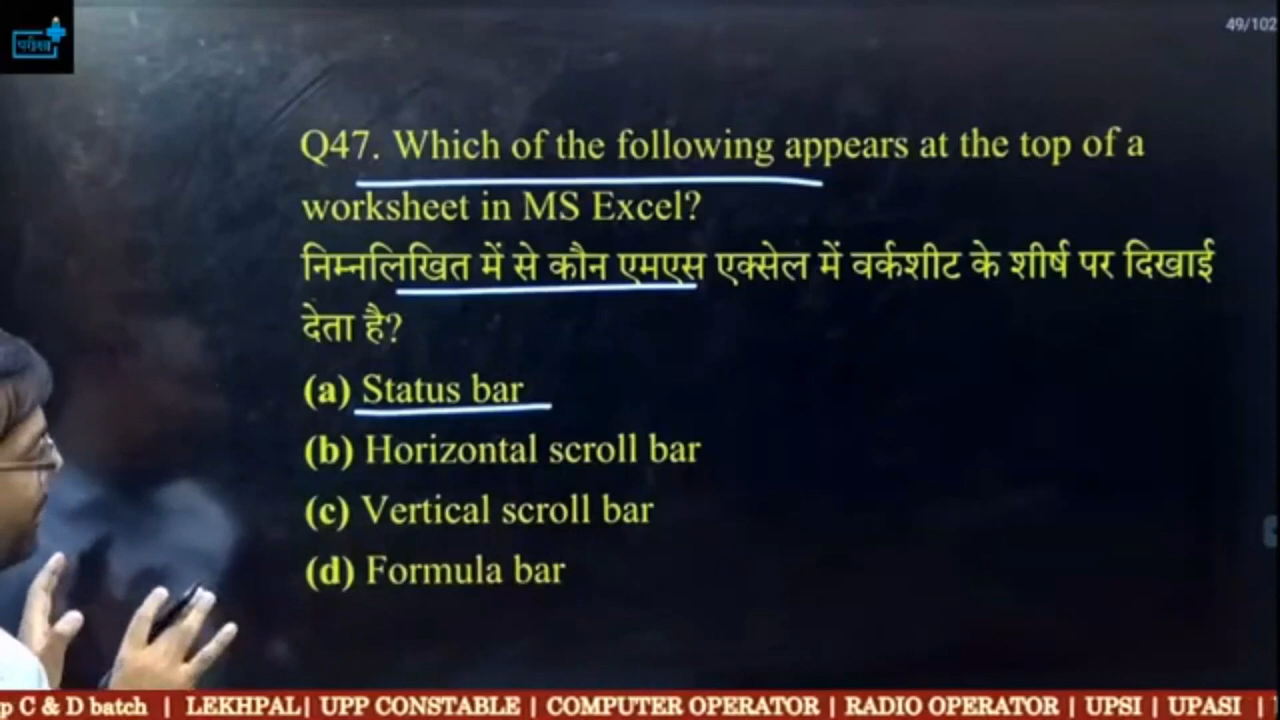 परीक्षा
49/102
Q47. Which of the following appears at the top of a
worksheet in MS Excel?
निम्नलिखित में से कौन एमएस एक्सेल में वर्कशीट के शीर्ष पर दिखाई
देता है?
(a) Status bar
(b) Horizontal scroll bar
(c) Vertical scroll bar
(d) Formula bar
p C & D batch | LEKHPAL| UPP CONSTABLE | COMPUTER OPERATOR | RADIO OPERATOR | UPSI | UPASI |